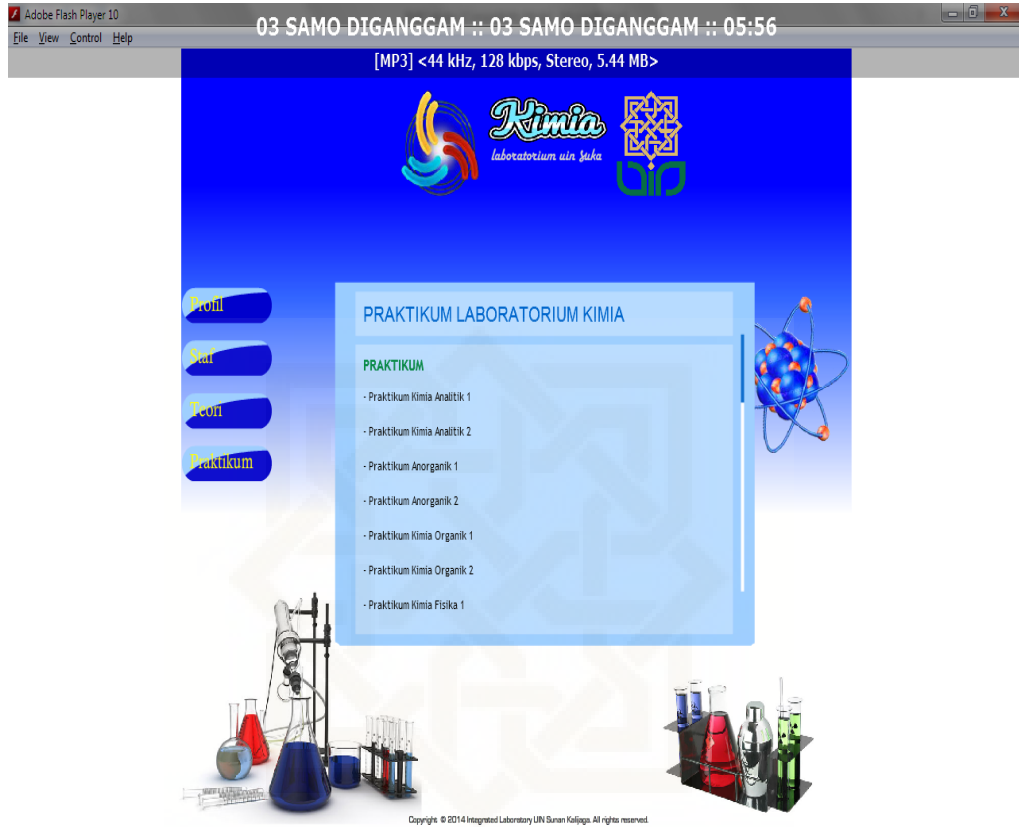 Adobe Flash Player 10
03 SAMO DIGANGGAM :: 03 SAMO DIGANGGAM :: 05:56
File View Control Help
[MP3] <44 kHz, 128 kbps, Stereo, 5.44 MB>
Kimia
laboratorium uin suka
UIN
Profil
Staf
Teori
Praktikum
PRAKTIKUM LABORATORIUM KIMIA
PRAKTIKUM
- Praktikum Kimia Analitik 1
- Praktikum Kimia Analitik 2
- Praktikum Anorganik 1
- Praktikum Anorganik 2
- Praktikum Kimia Organik 1
- Praktikum Kimia Organik 2
- Praktikum Kimia Fisika 1
Copyright © 2014 Integrated Laboratory UIN Sunan Kalijaga. All rights reserved.